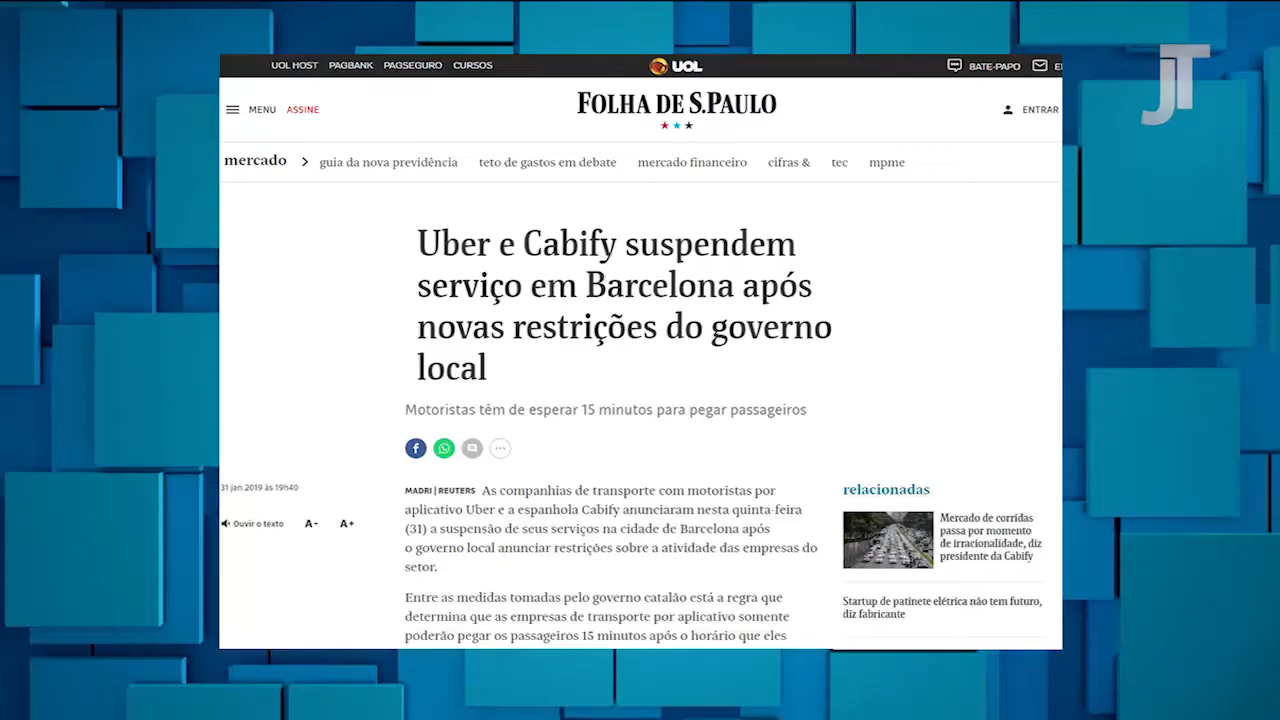 UOL HOST PAGBANK PAGSEGURO CURSOS UOL BATE-PAPO
JT
MENU ASSINE FOLHA DE S.PAULO ENTRAR
mercado guia da nova previdência teto de gastos em debate mercado financeiro cifras & tec mpme
Uber e Cabify suspendem
serviço em Barcelona após
novas restrições do governo
local
Motoristas têm de esperar 15 minutos para pegar passageiros
31 jan 2019 às 19h40
Ouvir o texto A- A+
MADRI | REUTERS As companhias de transporte com motoristas por
aplicativo Uber e a espanhola Cabify anunciaram nesta quinta-feira
(31) a suspensão de seus serviços na cidade de Barcelona após
o governo local anunciar restrições sobre a atividade das empresas do
setor.
Entre as medidas tomadas pelo governo catalão está a regra que
determina que as empresas de transporte por aplicativo somente
poderão pegar os passageiros 15 minutos após o horário que eles
relacionadas
Mercado de corridas
passa por momento
de irracionalidade, diz
presidente da Cabify
Startup de patinete elétrica não tem futuro,
diz fabricante